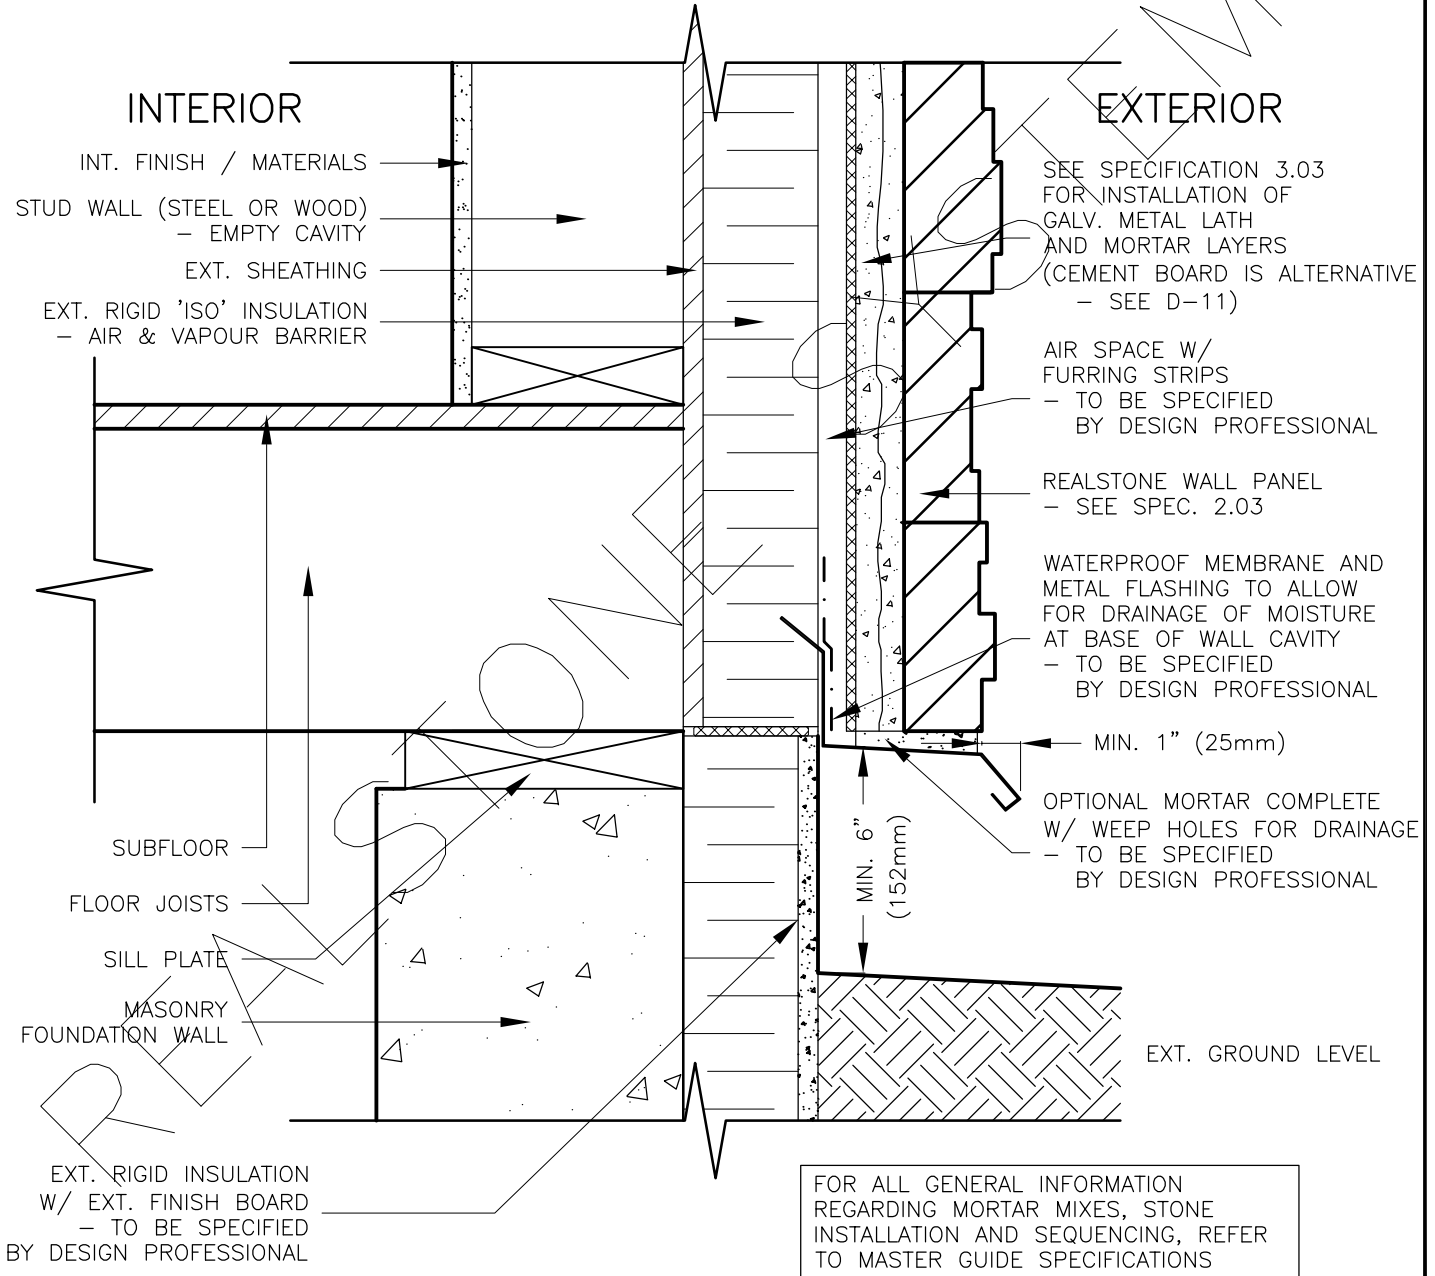 INTERIOR
INT. FINISH / MATERIALS
STUD WALL (STEEL OR WOOD)
– EMPTY CAVITY
EXT. SHEATHING
EXT. RIGID 'ISO' INSULATION
– AIR & VAPOUR BARRIER
SUBFLOOR
FLOOR JOISTS
SILL PLATE
MASONRY
FOUNDATION WALL
EXT. RIGID INSULATION
W/ EXT. FINISH BOARD
– TO BE SPECIFIED
BY DESIGN PROFESSIONAL
EXTERIOR
SEE SPECIFICATION 3.03
FOR INSTALLATION OF
GALV. METAL LATH
AND MORTAR LAYERS
(CEMENT BOARD IS ALTERNATIVE
– SEE D-11)
AIR SPACE W/
FURRING STRIPS
– TO BE SPECIFIED
BY DESIGN PROFESSIONAL
REALSTONE WALL PANEL
– SEE SPEC. 2.03
WATERPROOF MEMBRANE AND
METAL FLASHING TO ALLOW
FOR DRAINAGE OF MOISTURE
AT BASE OF WALL CAVITY
– TO BE SPECIFIED
BY DESIGN PROFESSIONAL
MIN. 1" (25mm)
OPTIONAL MORTAR COMPLETE
W/ WEEP HOLES FOR DRAINAGE
– TO BE SPECIFIED
BY DESIGN PROFESSIONAL
MIN. 6"
(152mm)
EXT. GROUND LEVEL
FOR ALL GENERAL INFORMATION
REGARDING MORTAR MIXES, STONE
INSTALLATION AND SEQUENCING, REFER
TO MASTER GUIDE SPECIFICATIONS
REALSTONE